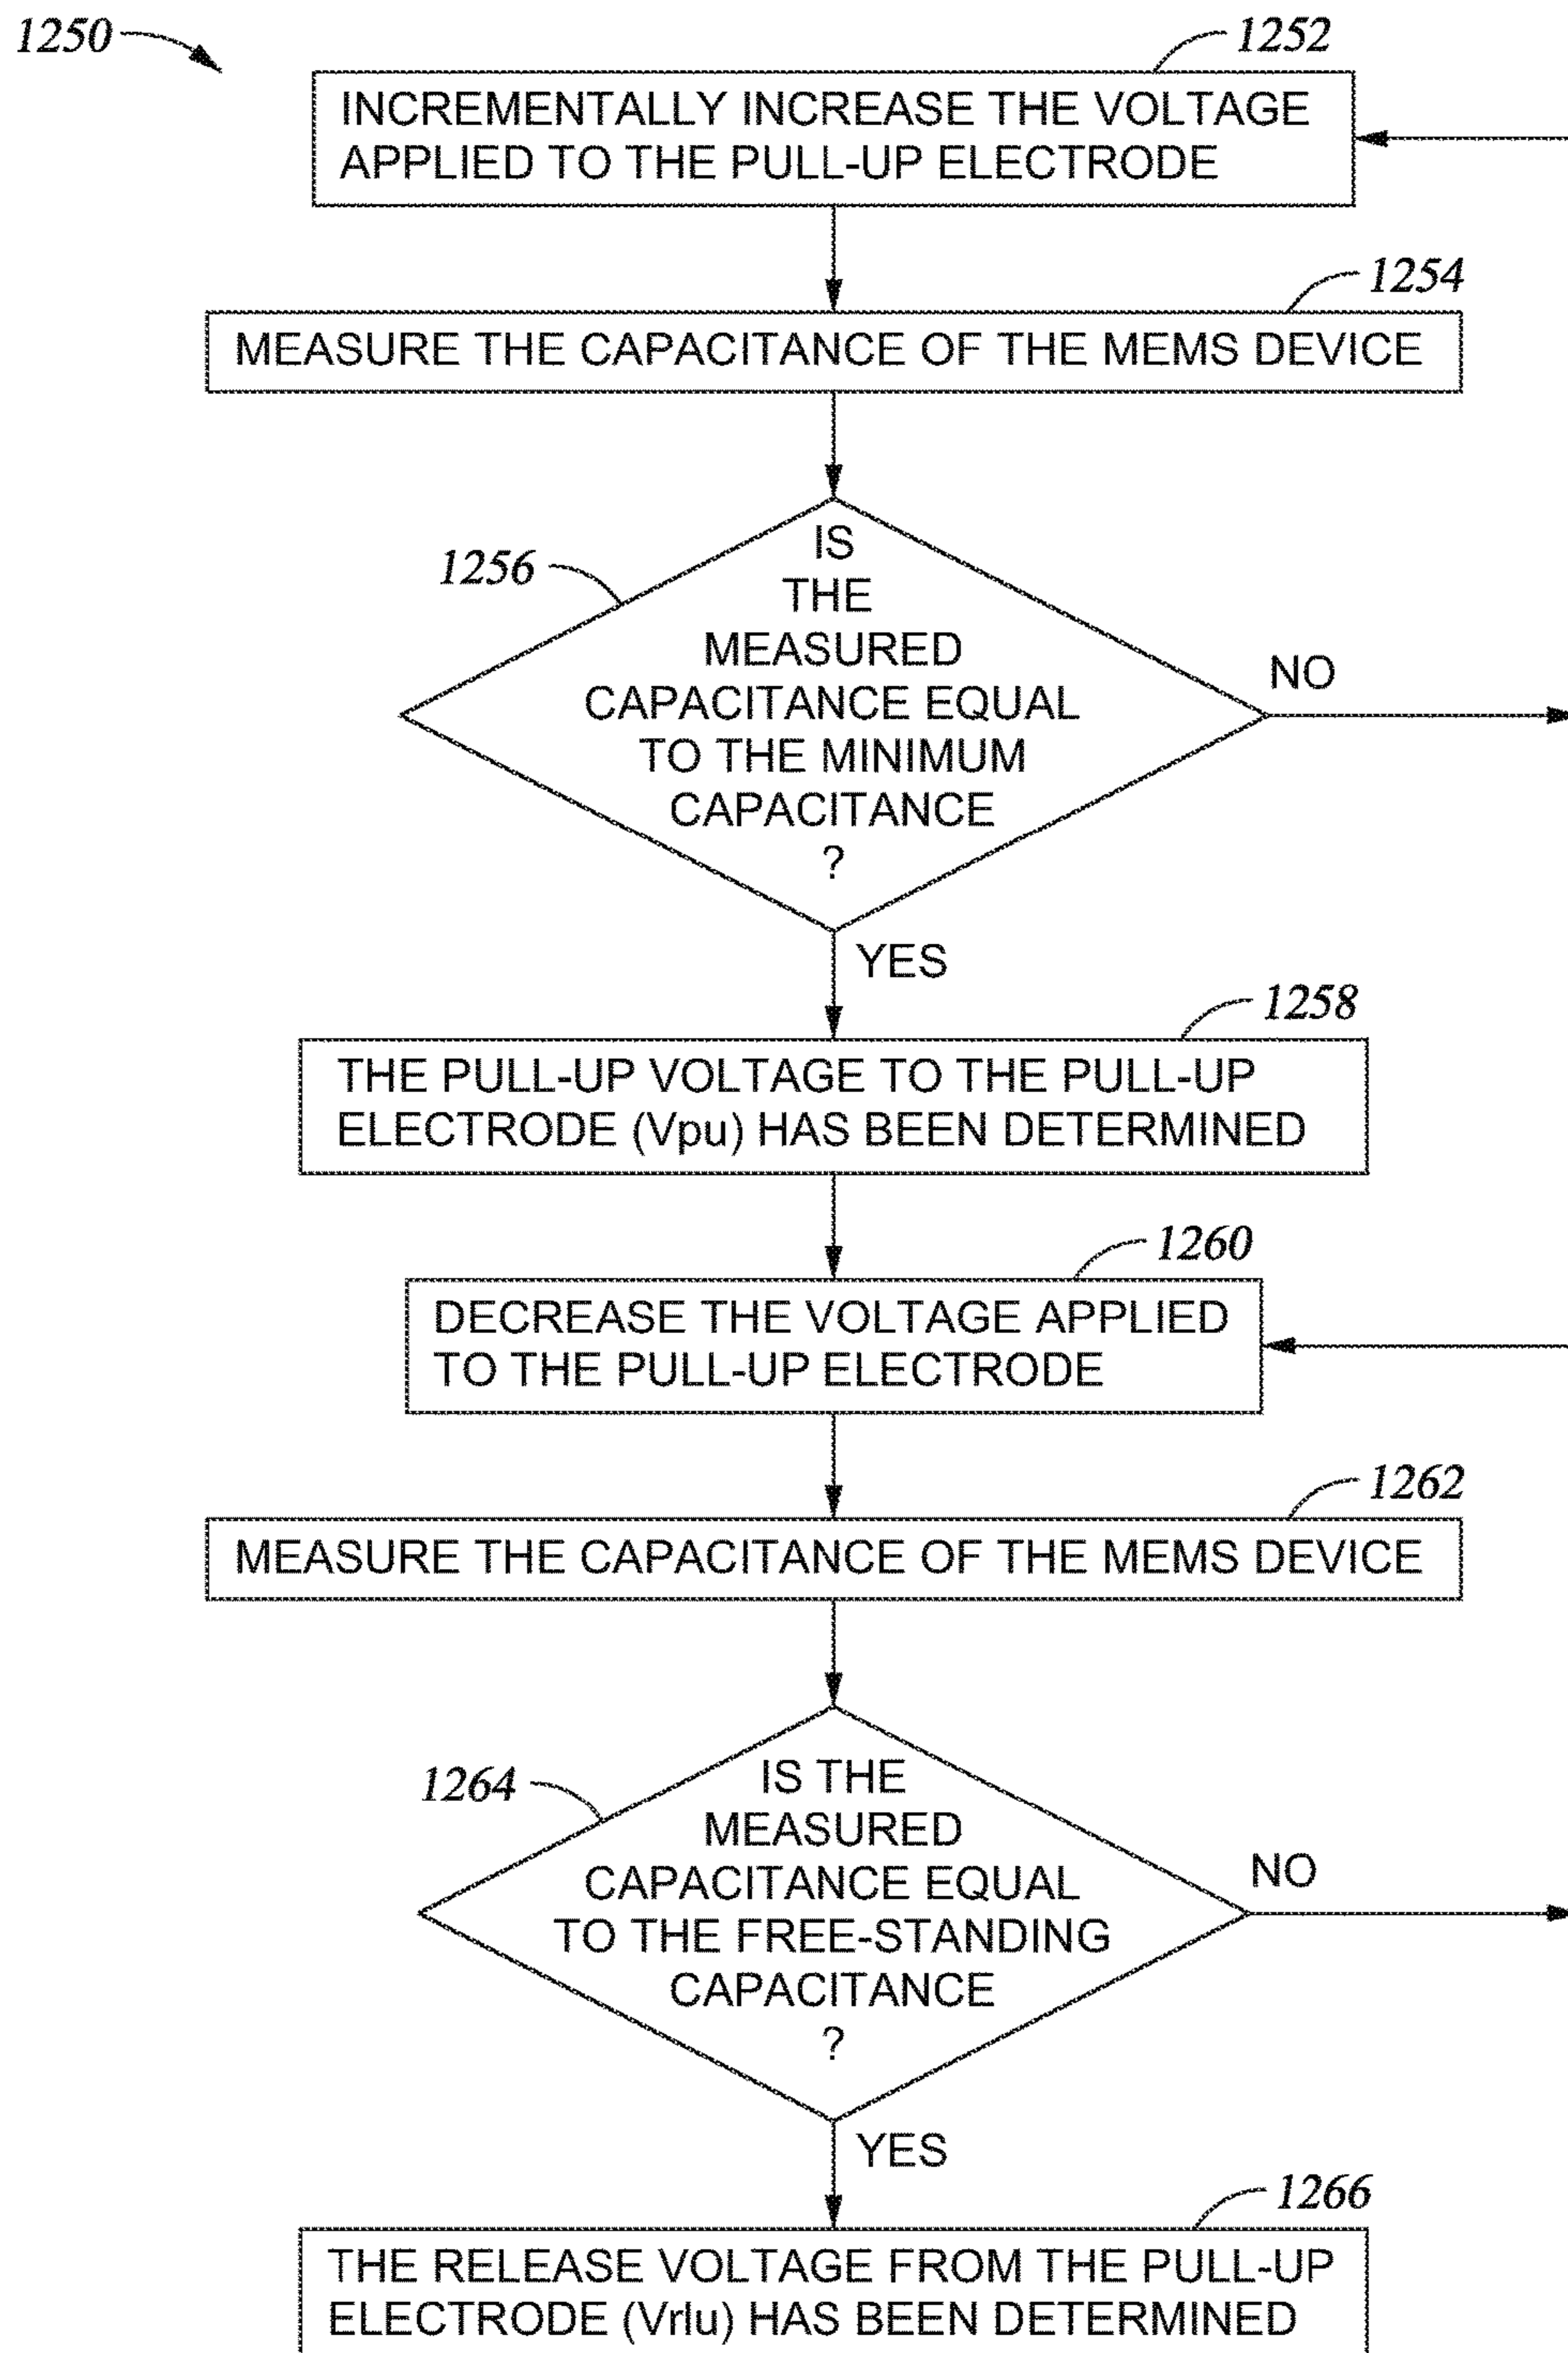 1250
1252
INCREMENTALLY INCREASE THE VOLTAGE
APPLIED TO THE PULL-UP ELECTRODE
1254
MEASURE THE CAPACITANCE OF THE MEMS DEVICE
1256
IS
THE
MEASURED
CAPACITANCE EQUAL
TO THE MINIMUM
CAPACITANCE
?
NO
YES
1258
THE PULL-UP VOLTAGE TO THE PULL-UP
ELECTRODE (Vpu) HAS BEEN DETERMINED
1260
DECREASE THE VOLTAGE APPLIED
TO THE PULL-UP ELECTRODE
1262
MEASURE THE CAPACITANCE OF THE MEMS DEVICE
1264
IS THE
MEASURED
CAPACITANCE EQUAL
TO THE FREE-STANDING
CAPACITANCE
?
NO
YES
1266
THE RELEASE VOLTAGE FROM THE PULL-UP
ELECTRODE (Vrlu) HAS BEEN DETERMINED